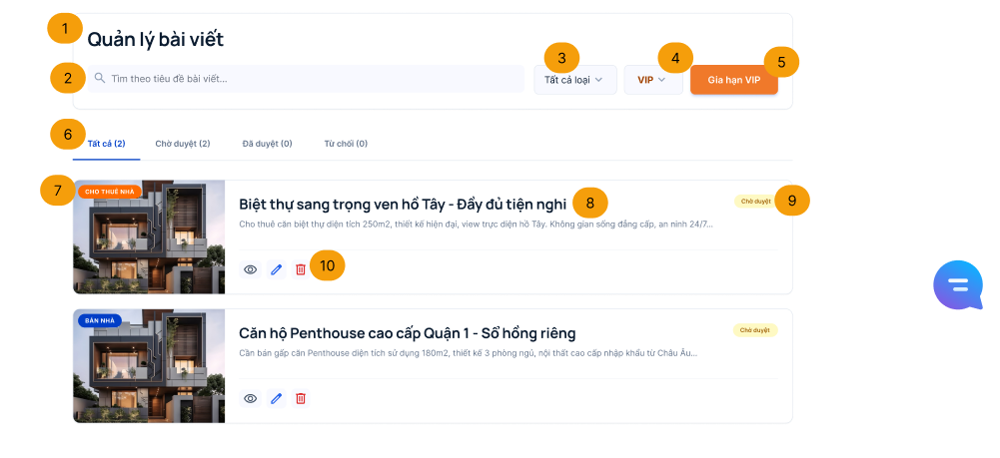 1
Quản lý bài viết
2
Tìm theo tiêu đề bài viết...
3
Tất cả loại
4
VIP
5
Gia hạn VIP
6
Tất cả (2)
Chờ duyệt (2)
Đã duyệt (0)
Từ chối (0)
7
CHO THUÊ NHÀ
Biệt thự sang trọng ven hồ Tây - Đầy đủ tiện nghi
8
Chờ duyệt
9
Cho thuê căn biệt thự diện tích 250m2, thiết kế hiện đại, view trực diện hồ Tây. Không gian sống đẳng cấp, an ninh 24/7...
10
BÁN NHÀ
Căn hộ Penthouse cao cấp Quận 1 - Sổ hồng riêng
Chờ duyệt
Cần bán gấp căn Penthouse diện tích sử dụng 180m2, thiết kế 3 phòng ngủ, nội thất cao cấp nhập khẩu từ Châu Âu...